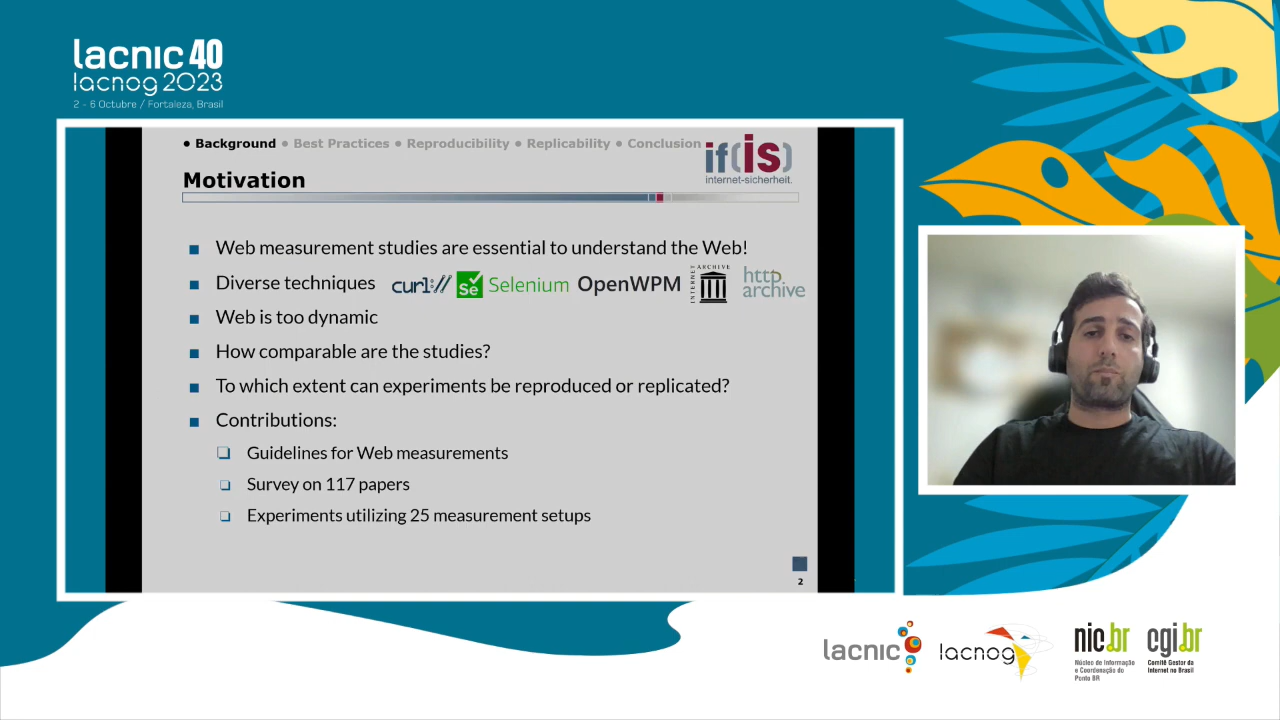 lacnic 40
lacnog 2023
2 - 6 Octubre / Fortaleza, Brasil
● Background ● Best Practices ● Reproducibility ● Replicability ● Conclusion
if(is)
internet-sicherheit.
Motivation
Web measurement studies are essential to understand the Web!
Diverse techniques curl:// Se Selenium OpenWPM INTERNET ARCHIVE http archive
Web is too dynamic
How comparable are the studies?
To which extent can experiments be reproduced or replicated?
Contributions:
Guidelines for Web measurements
Survey on 117 papers
Experiments utilizing 25 measurement setups
2
lacnic
lacnog
nic.br
Núcleo de Informação
e Coordenação do
Ponto BR
cgi.br
Comitê Gestor da
Internet no Brasil